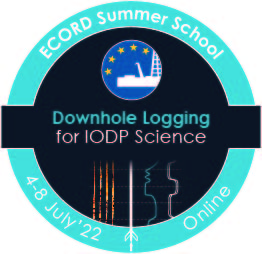 ECORD Summer School
Downhole Logging
for IODP Science
4-8 July'22
Online